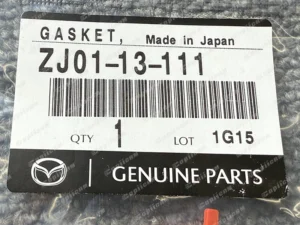 GASKET, Made in Japan
ZJ01-13-111
QTY 1 LOT 1G15
GENUINE PARTS